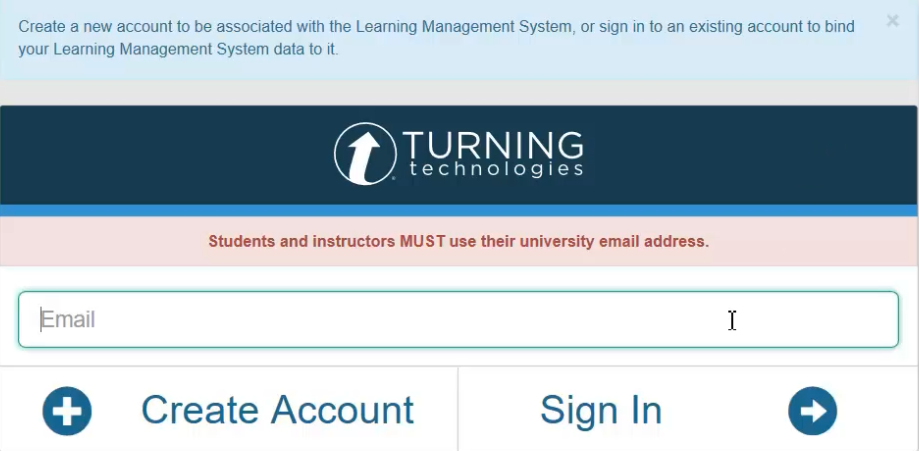 Create a new account to be associated with the Learning Management System, or sign in to an existing account to bind
your Learning Management System data to it.
×
TURNING
technologies
Students and instructors MUST use their university email address.
Email
Create Account
Sign In